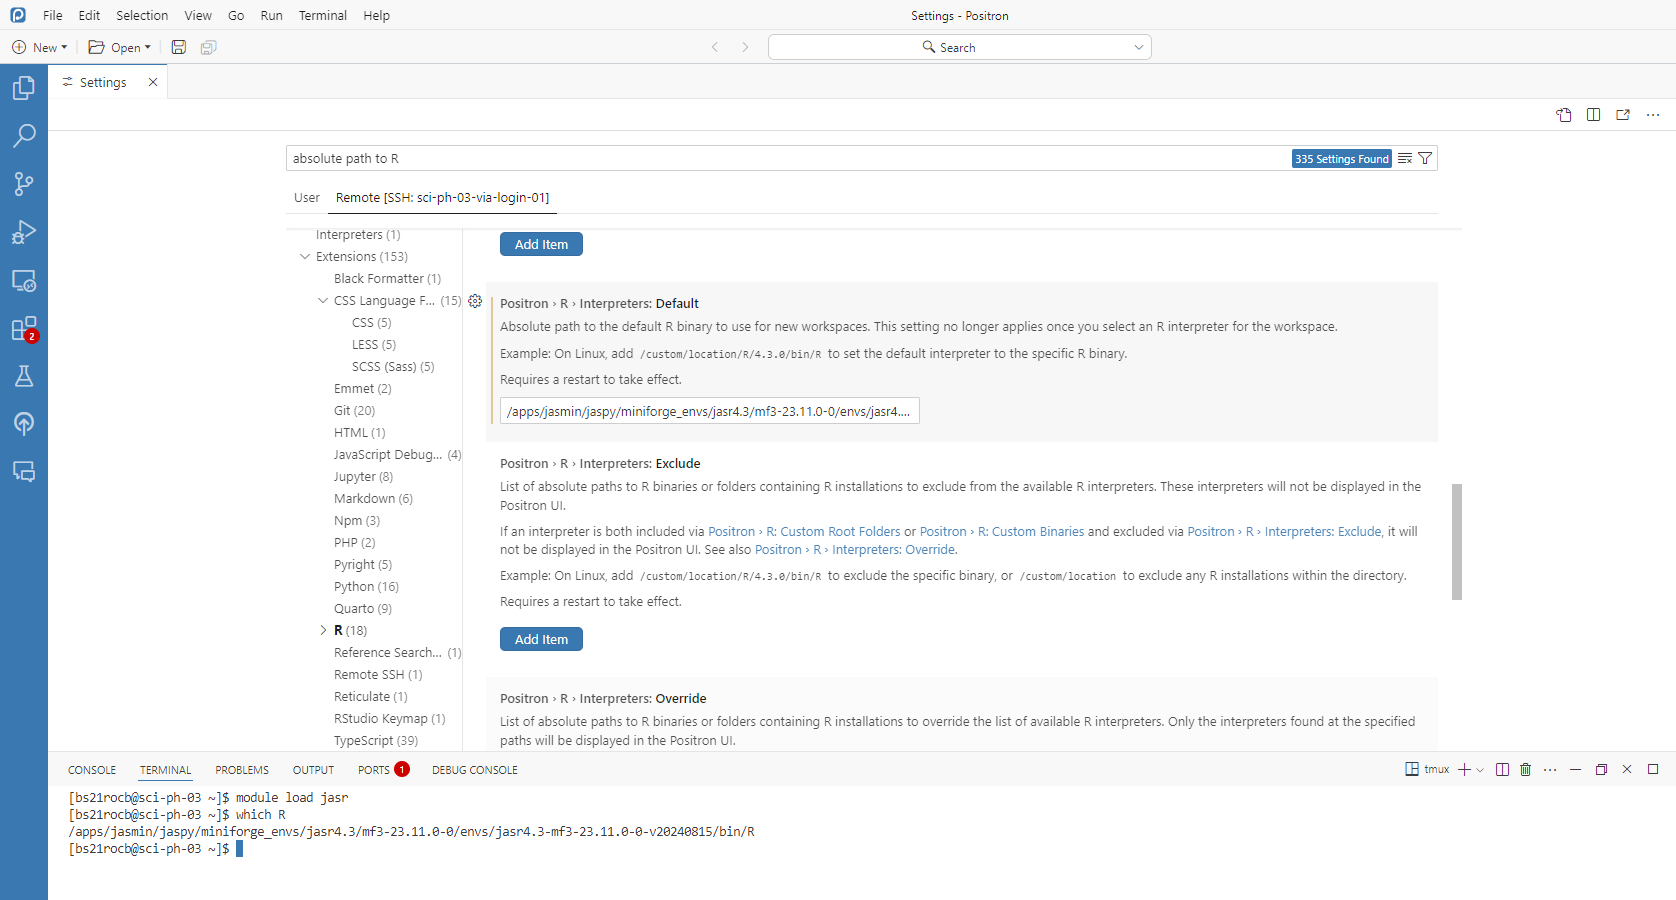 File Edit Selection View Go Run Terminal Help
Settings - Positron
New Open Search
Settings
absolute path to R
335 Settings Found
User Remote [SSH: sci-ph-03-via-login-01]
Interpreters (1)
Extensions (153)
Black Formatter (1)
CSS Language F... (15)
CSS (5)
LESS (5)
SCSS (Sass) (5)
Emmet (2)
Git (20)
HTML (1)
JavaScript Debug... (4)
Jupyter (8)
Markdown (6)
Npm (3)
PHP (2)
Pyright (5)
Python (16)
Quarto (9)
R (18)
Reference Search... (1)
Remote SSH (1)
Reticulate (1)
RStudio Keymap (1)
TypeScript (39)
Add Item
Positron › R › Interpreters: Default
Absolute path to the default R binary to use for new workspaces. This setting no longer applies once you select an R interpreter for the workspace.
Example: On Linux, add /custom/location/R/4.3.0/bin/R to set the default interpreter to the specific R binary.
Requires a restart to take effect.
/apps/jasmin/jaspy/miniforge_envs/jasr4.3/mf3-23.11.0-0/envs/jasr4....
Positron › R › Interpreters: Exclude
List of absolute paths to R binaries or folders containing R installations to exclude from the available R interpreters. These interpreters will not be displayed in the
Positron UI.
If an interpreter is both included via Positron › R: Custom Root Folders or Positron › R: Custom Binaries and excluded via Positron › R › Interpreters: Exclude, it will
not be displayed in the Positron UI. See also Positron › R › Interpreters: Override.
Example: On Linux, add /custom/location/R/4.3.0/bin/R to exclude the specific binary, or /custom/location to exclude any R installations within the directory.
Requires a restart to take effect.
Add Item
Positron › R › Interpreters: Override
List of absolute paths to R binaries or folders containing R installations to override the list of available R interpreters. Only the interpreters found at the specified
paths will be displayed in the Positron UI.
2
CONSOLE TERMINAL PROBLEMS OUTPUT PORTS 1 DEBUG CONSOLE
tmux
[bs21rocb@sci-ph-03 ~]$ module load jasr
[bs21rocb@sci-ph-03 ~]$ which R
/apps/jasmin/jaspy/miniforge_envs/jasr4.3/mf3-23.11.0-0/envs/jasr4.3-mf3-23.11.0-0-v20240815/bin/R
[bs21rocb@sci-ph-03 ~]$